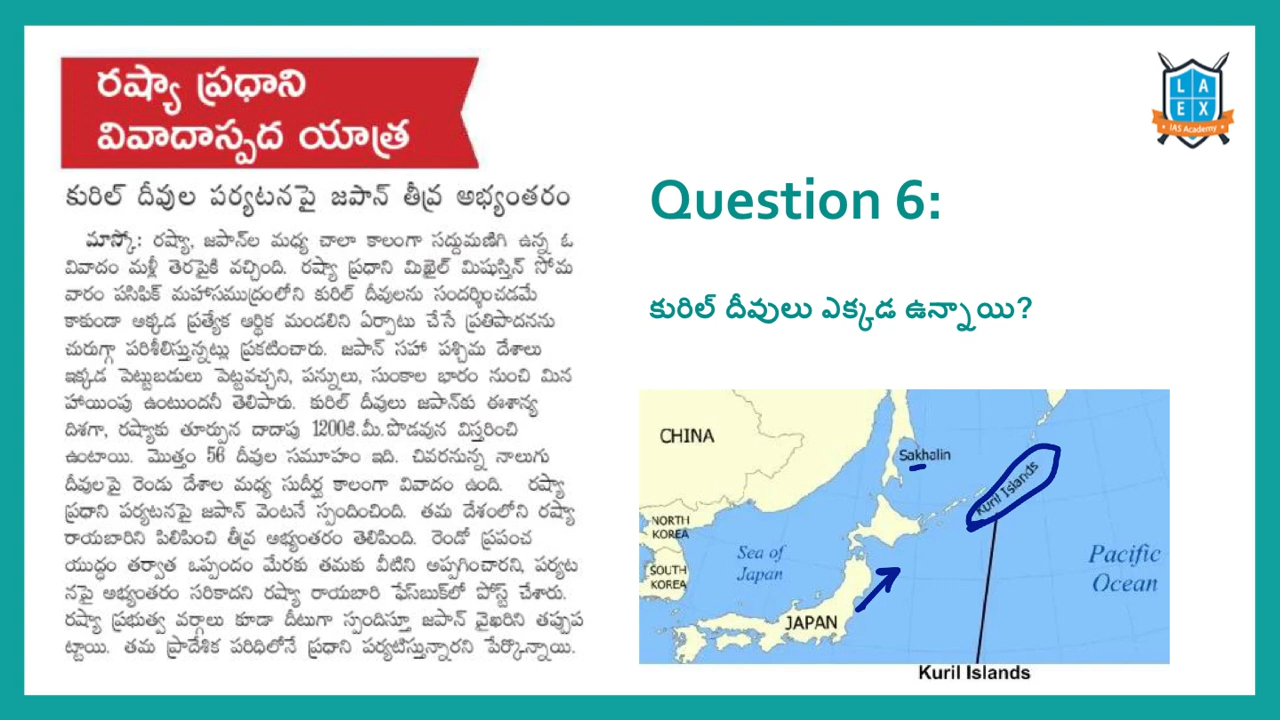 రష్యా ప్రధాని
వివాదాస్పద యాత్ర
కురిల్ దీవుల పర్యటనపై జపాన్ తీవ్ర అభ్యంతరం
మాస్కో: రష్యా, జపాన్‌ల మధ్య చాలా కాలంగా సద్దుమణిగి ఉన్న ఓ
వివాదం మళ్లీ తెరపైకి వచ్చింది. రష్యా ప్రధాని మిఖైల్ మిషుస్తిన్ సోమ
వారం పసిఫిక్ మహాసముద్రంలోని కురిల్ దీవులను సందర్శించడమే
కాకుండా అక్కడ ప్రత్యేక ఆర్థిక మండలిని ఏర్పాటు చేసే ప్రతిపాదనను
చురుగ్గా పరిశీలిస్తున్నట్లు ప్రకటించారు. జపాన్ సహా పశ్చిమ దేశాలు
ఇక్కడ పెట్టుబడులు పెట్టవచ్చని, పన్నులు, సుంకాల భారం నుంచి మిన
హాయింపు ఉంటుందనీ తెలిపారు. కురిల్ దీవులు జపాన్‌కు ఈశాన్య
దిశగా, రష్యాకు తూర్పున దాదాపు 1200కి.మీ.పొడవున విస్తరించి
ఉంటాయి. మొత్తం 56 దీవుల సమూహం ఇది. చివరనున్న నాలుగు
దీవులపై రెండు దేశాల మధ్య సుదీర్ఘ కాలంగా వివాదం ఉంది. రష్యా
ప్రధాని పర్యటనపై జపాన్ వెంటనే స్పందించింది. తమ దేశంలోని రష్యా
రాయబారిని పిలిపించి తీవ్ర అభ్యంతరం తెలిపింది. రెండో ప్రపంచ
యుద్ధం తర్వాత ఒప్పందం మేరకు తమకు వీటిని అప్పగించారని, పర్యట
నపై అభ్యంతరం సరికాదని రష్యా రాయబారి ఫేస్‌బుక్‌లో పోస్ట్ చేశారు.
రష్యా ప్రభుత్వ వర్గాలు కూడా దీటుగా స్పందిస్తూ జపాన్ వైఖరిని తప్పుప
ట్టాయి. తమ ప్రాదేశిక పరిధిలోనే ప్రధాని పర్యటిస్తున్నారని పేర్కొన్నాయి.
L A
E X
IAS Academy
Question 6:
కురిల్ దీవులు ఎక్కడ ఉన్నాయి?
CHINA
Sakhalin
Kuril Islands
NORTH
KOREA
SOUTH
KOREA
Sea of
Japan
JAPAN
Pacific
Ocean
Kuril Islands